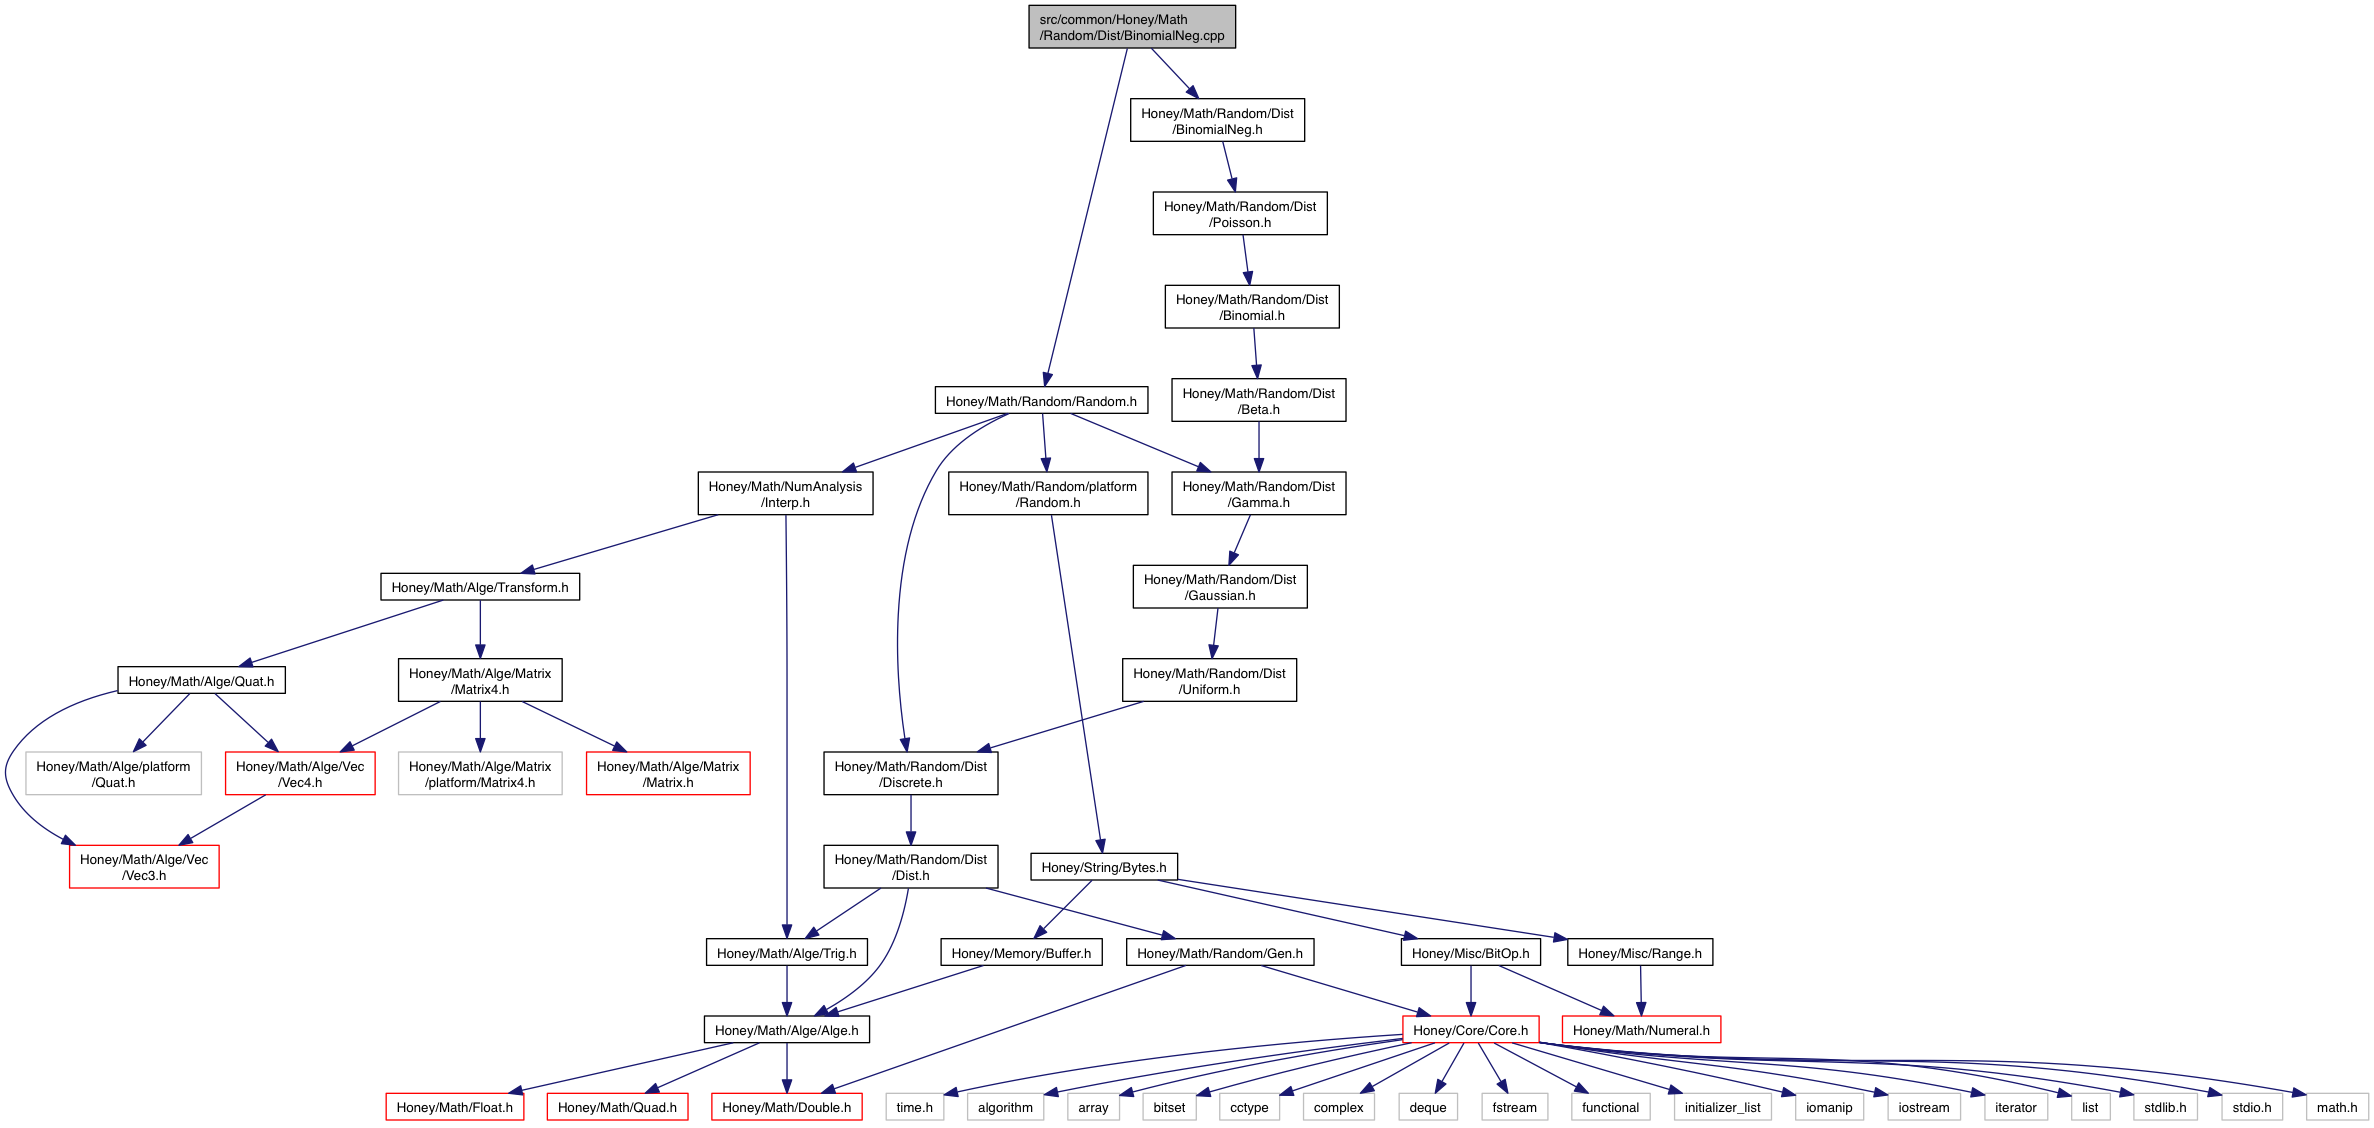 src/common/Honey/Math
/Random/Dist/BinomialNeg.cpp
Honey/Math/Random/Dist
/BinomialNeg.h
Honey/Math/Random/Dist
/Poisson.h
Honey/Math/Random/Dist
/Binomial.h
Honey/Math/Random/Dist
/Beta.h
Honey/Math/Random/Random.h
Honey/Math/NumAnalysis
/Interp.h
Honey/Math/Random/platform
/Random.h
Honey/Math/Random/Dist
/Gamma.h
Honey/Math/Alge/Transform.h
Honey/Math/Random/Dist
/Gaussian.h
Honey/Math/Alge/Quat.h
Honey/Math/Alge/Matrix
/Matrix4.h
Honey/Math/Random/Dist
/Uniform.h
Honey/Math/Alge/platform
/Quat.h
Honey/Math/Alge/Vec
/Vec4.h
Honey/Math/Alge/Matrix
/platform/Matrix4.h
Honey/Math/Alge/Matrix
/Matrix.h
Honey/Math/Random/Dist
/Discrete.h
Honey/Math/Alge/Vec
/Vec3.h
Honey/Math/Random/Dist
/Dist.h
Honey/String/Bytes.h
Honey/Math/Alge/Trig.h
Honey/Memory/Buffer.h
Honey/Math/Random/Gen.h
Honey/Misc/BitOp.h
Honey/Misc/Range.h
Honey/Math/Alge/Alge.h
Honey/Core/Core.h
Honey/Math/Numeral.h
Honey/Math/Float.h
Honey/Math/Quad.h
Honey/Math/Double.h
time.h
algorithm
array
bitset
cctype
complex
deque
fstream
functional
initializer_list
iomanip
iostream
iterator
list
stdlib.h
stdio.h
math.h